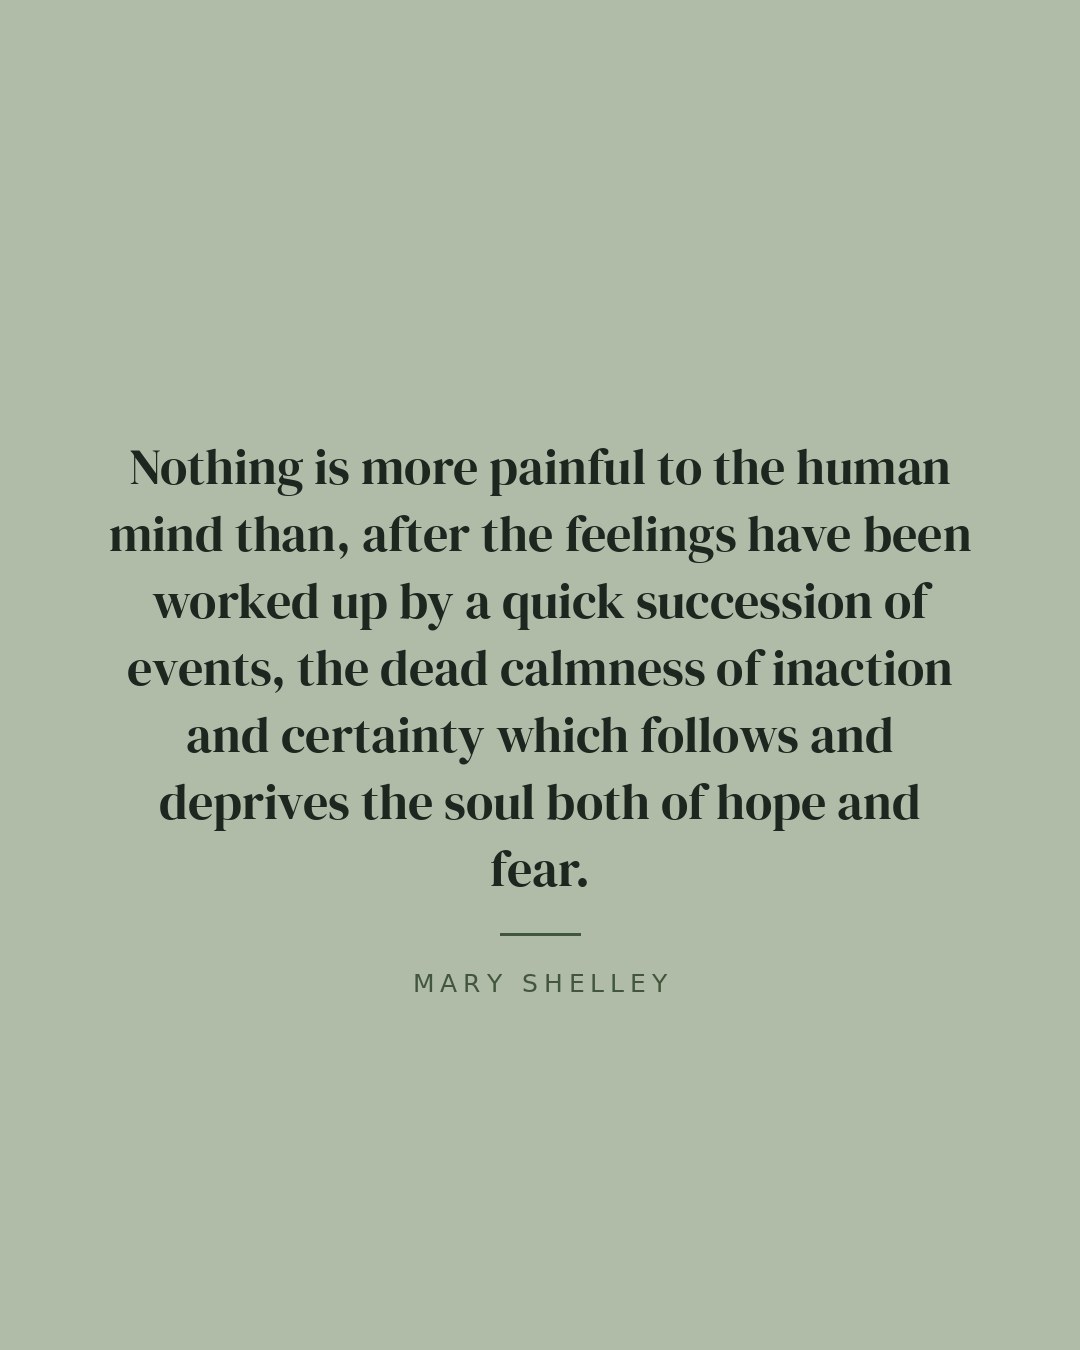 Nothing is more painful to the human
mind than, after the feelings have been
worked up by a quick succession of
events, the dead calmness of inaction
and certainty which follows and
deprives the soul both of hope and
fear.
MARY SHELLEY